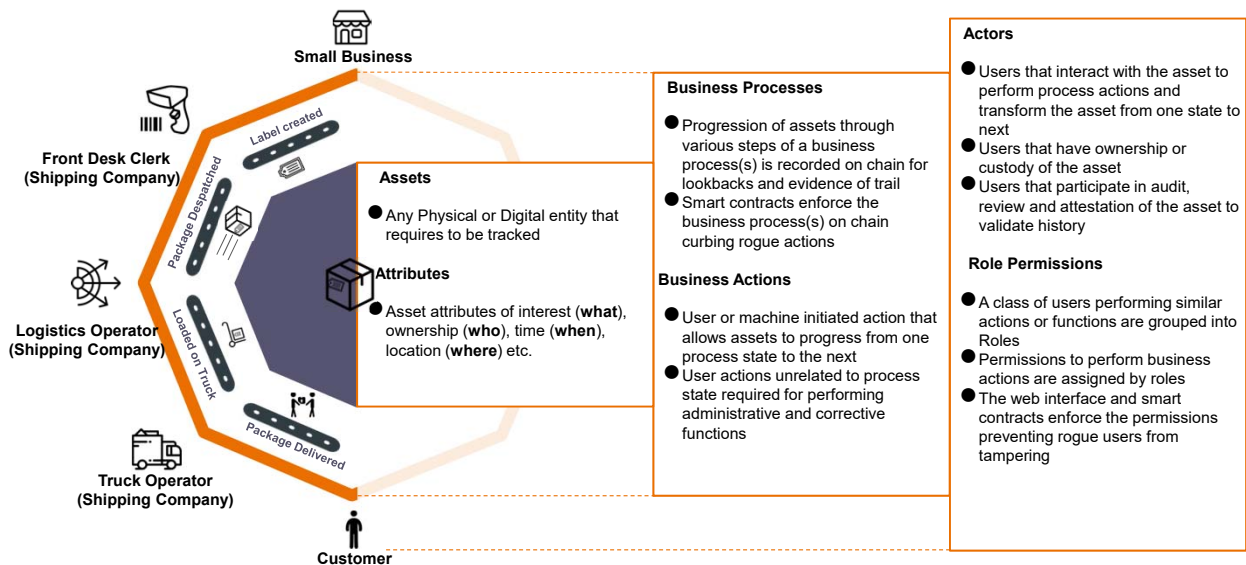 Small Business
Front Desk Clerk
(Shipping Company)
Logistics Operator
(Shipping Company)
Truck Operator
(Shipping Company)
Customer
Label created
Package Despatched
Loaded on Truck
Package Delivered
Assets
● Any Physical or Digital entity that
requires to be tracked
Attributes
● Asset attributes of interest (what),
ownership (who), time (when),
location (where) etc.
Business Processes
● Progression of assets through
various steps of a business
process(s) is recorded on chain for
lookbacks and evidence of trail
● Smart contracts enforce the
business process(s) on chain
curbing rogue actions
Business Actions
● User or machine initiated action that
allows assets to progress from one
process state to the next
● User actions unrelated to process
state required for performing
administrative and corrective
functions
Actors
● Users that interact with the asset to
perform process actions and
transform the asset from one state to
next
● Users that have ownership or
custody of the asset
● Users that participate in audit,
review and attestation of the asset to
validate history
Role Permissions
● A class of users performing similar
actions or functions are grouped into
Roles
● Permissions to perform business
actions are assigned by roles
● The web interface and smart
contracts enforce the permissions
preventing rogue users from
tampering